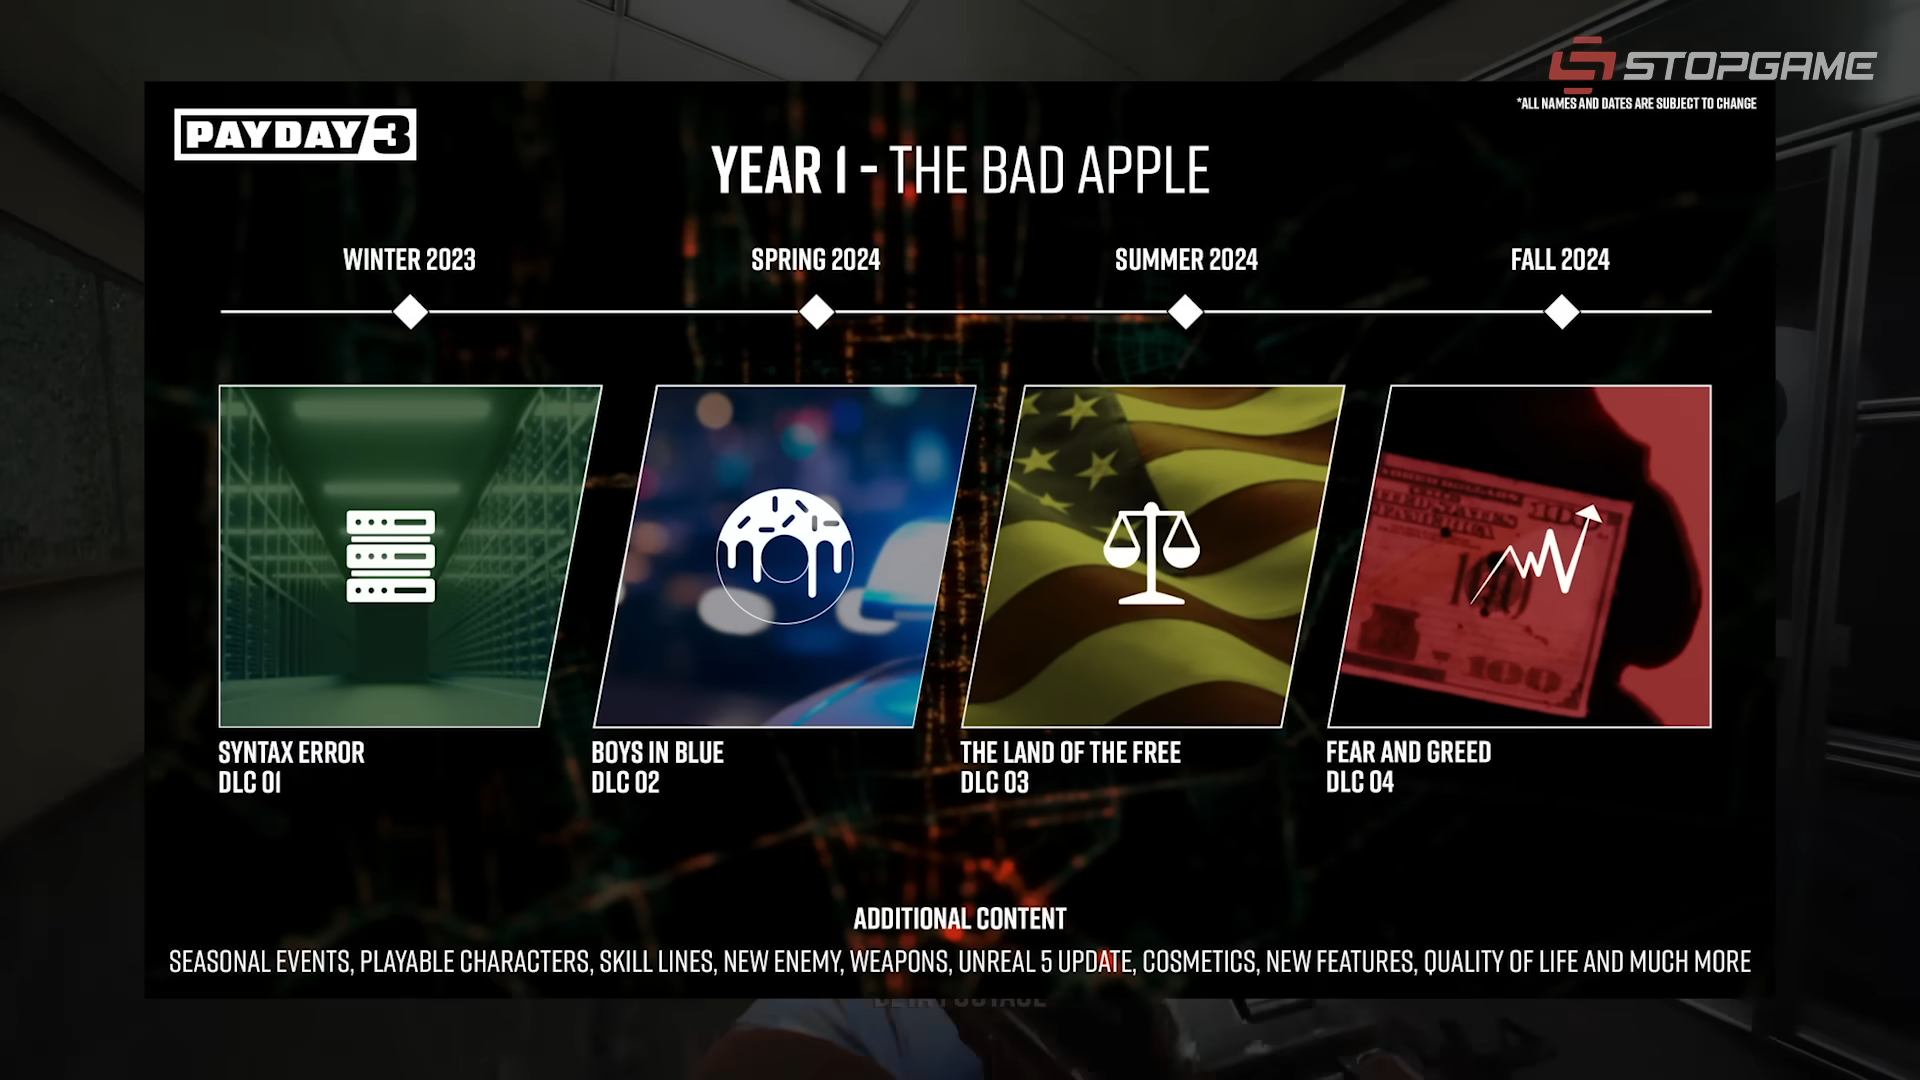 STOPGAME
*ALL NAMES AND DATES ARE SUBJECT TO CHANGE
PAYDAY 3
YEAR 1 - THE BAD APPLE
WINTER 2023
SPRING 2024
SUMMER 2024
FALL 2024
SYNTAX ERROR
DLC 01
BOYS IN BLUE
DLC 02
THE LAND OF THE FREE
DLC 03
FEAR AND GREED
DLC 04
100
100
100
ADDITIONAL CONTENT
SEASONAL EVENTS, PLAYABLE CHARACTERS, SKILL LINES, NEW ENEMY, WEAPONS, UNREAL 5 UPDATE, COSMETICS, NEW FEATURES, QUALITY OF LIFE AND MUCH MORE